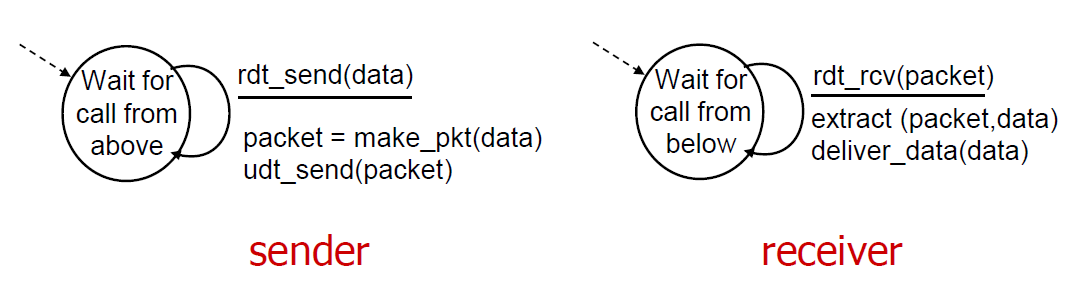 Wait for
call from
above
rdt_send(data)
packet = make_pkt(data)
udt_send(packet)
sender
Wait for
call from
below
rdt_rcv(packet)
extract (packet,data)
deliver_data(data)
receiver